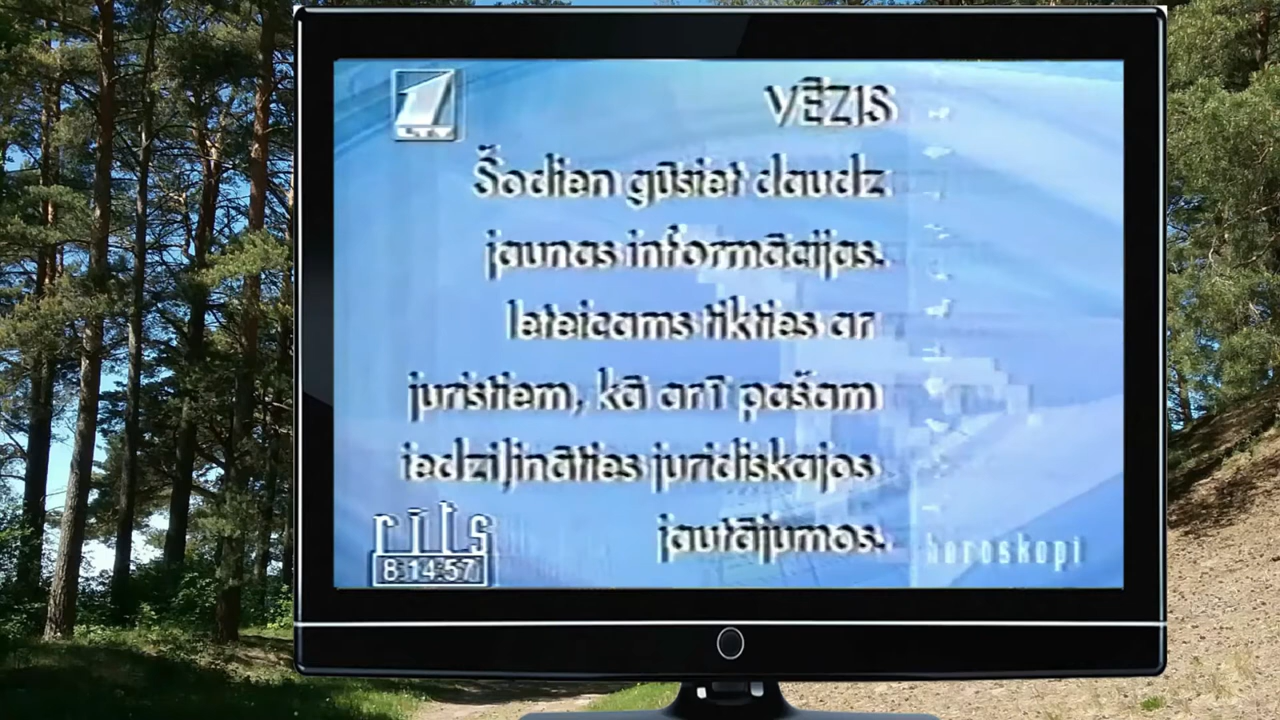 LTV
VĒZIS
Šodien gūsiet daudz
jaunas informācijas.
Ieteicams tikties ar
juristiem, kā arī pašam
iedziļināties juridiskajos
jautājumos.
rīts
8:14:57
horoskopi